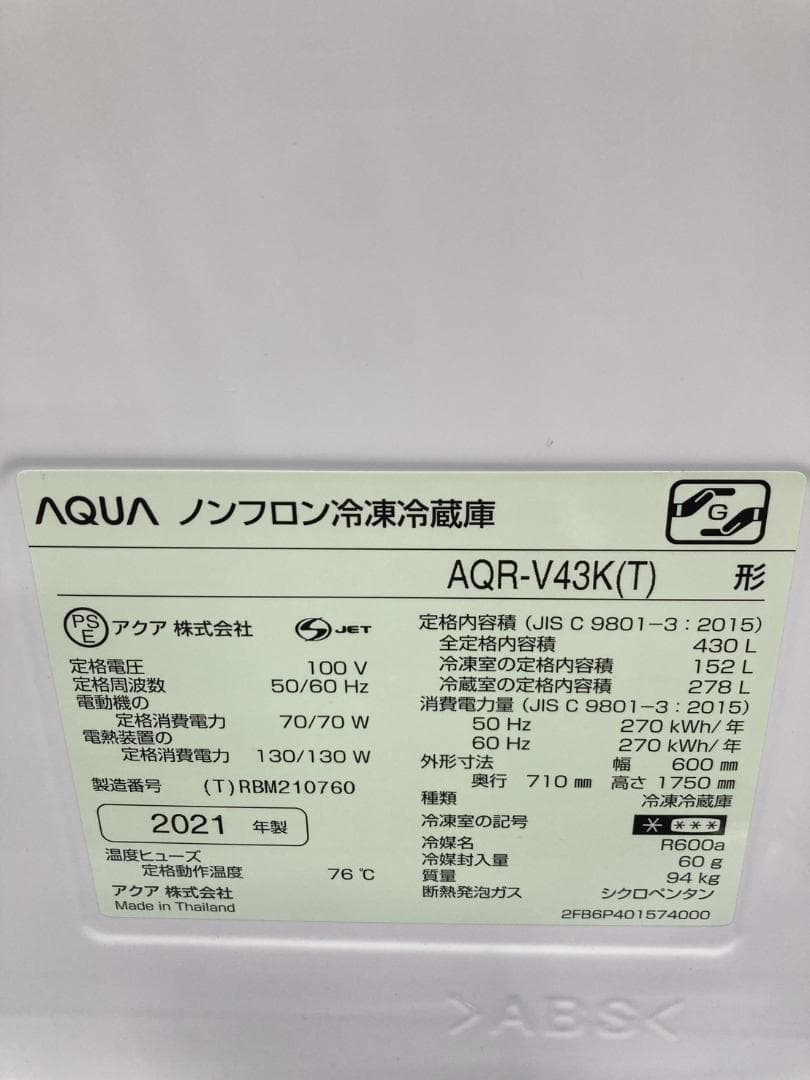 AQUA ノンフロン冷凍冷蔵庫
G
AQR-V43K(T) 形
PS E アクア 株式会社 S JET
定格電圧 100 V
定格周波数 50/60 Hz
電動機の
定格消費電力 70/70 W
電熱装置の
定格消費電力 130/130 W
製造番号 (T)RBM210760
2021 年製
温度ヒューズ
定格動作温度 76 ℃
アクア 株式会社
Made in Thailand
定格内容積 (JIS C 9801-3 : 2015)
全定格内容積 430 L
冷凍室の定格内容積 152 L
冷蔵室の定格内容積 278 L
消費電力量 (JIS C 9801-3 : 2015)
50 Hz 270 kWh/年
60 Hz 270 kWh/年
外形寸法 幅 600 ㎜
奥行 710 ㎜ 高さ 1750 ㎜
種類 冷凍冷蔵庫
冷凍室の記号 * ***
冷媒名 R600a
冷媒封入量 60 g
質量 94 kg
断熱発泡ガス シクロペンタン
2FB6P401574000
>ABS<